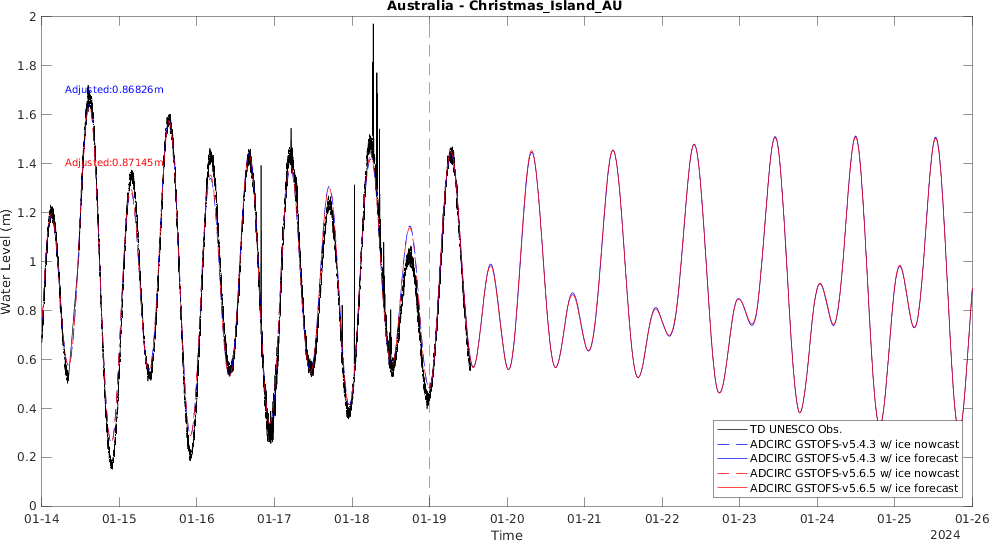 Australia - Christmas_Island_AU
Water Level (m)
2
1.8
1.6
1.4
1.2
1
0.8
0.6
0.4
0.2
0
Adjusted:0.86826m
Adjusted:0.87145m
TD UNESCO Obs.
ADCIRC GSTOFS-v5.4.3 w/ ice nowcast
ADCIRC GSTOFS-v5.4.3 w/ ice forecast
ADCIRC GSTOFS-v5.6.5 w/ ice nowcast
ADCIRC GSTOFS-v5.6.5 w/ ice forecast
01-14 01-15 01-16 01-17 01-18 01-19 01-20 01-21 01-22 01-23 01-24 01-25 01-26
Time
2024